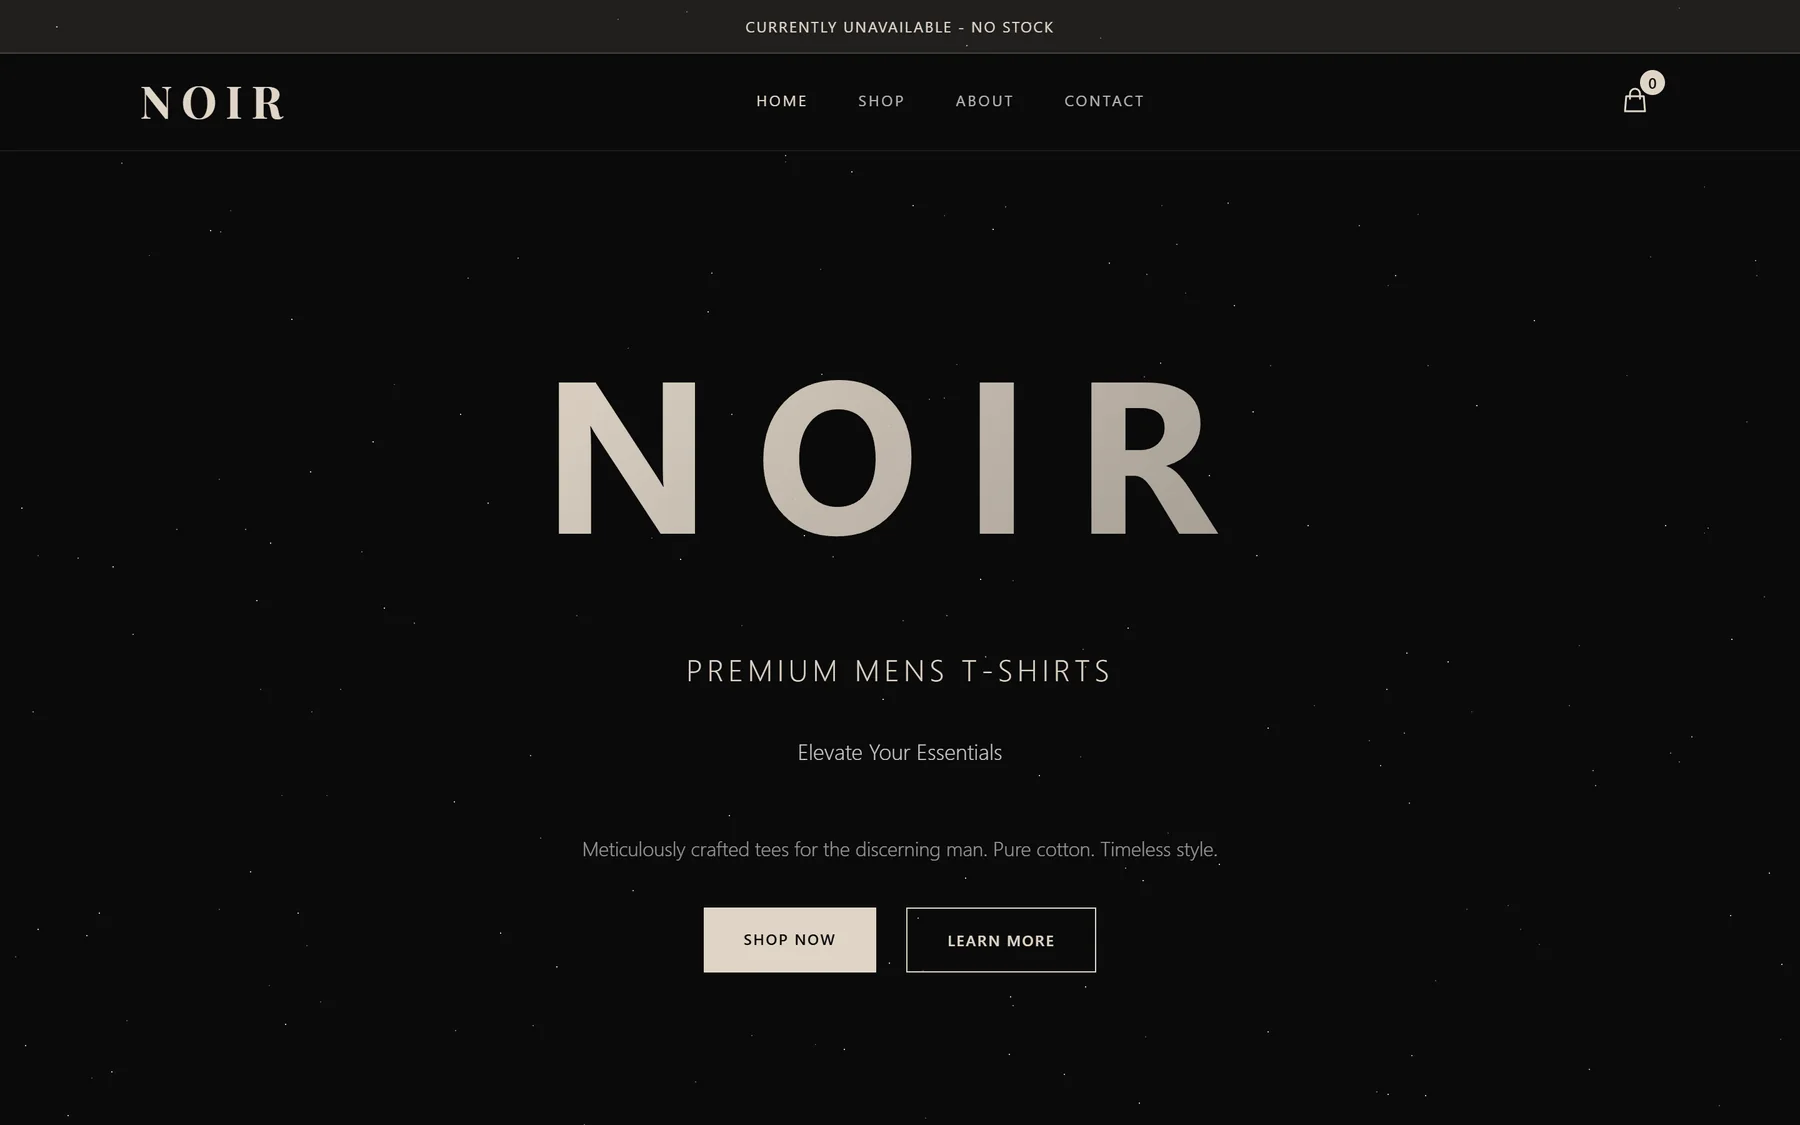 CURRENTLY UNAVAILABLE - NO STOCK
NOIR
HOME SHOP ABOUT CONTACT
0
NOIR
PREMIUM MENS T-SHIRTS
Elevate Your Essentials
Meticulously crafted tees for the discerning man. Pure cotton. Timeless style.
SHOP NOW LEARN MORE